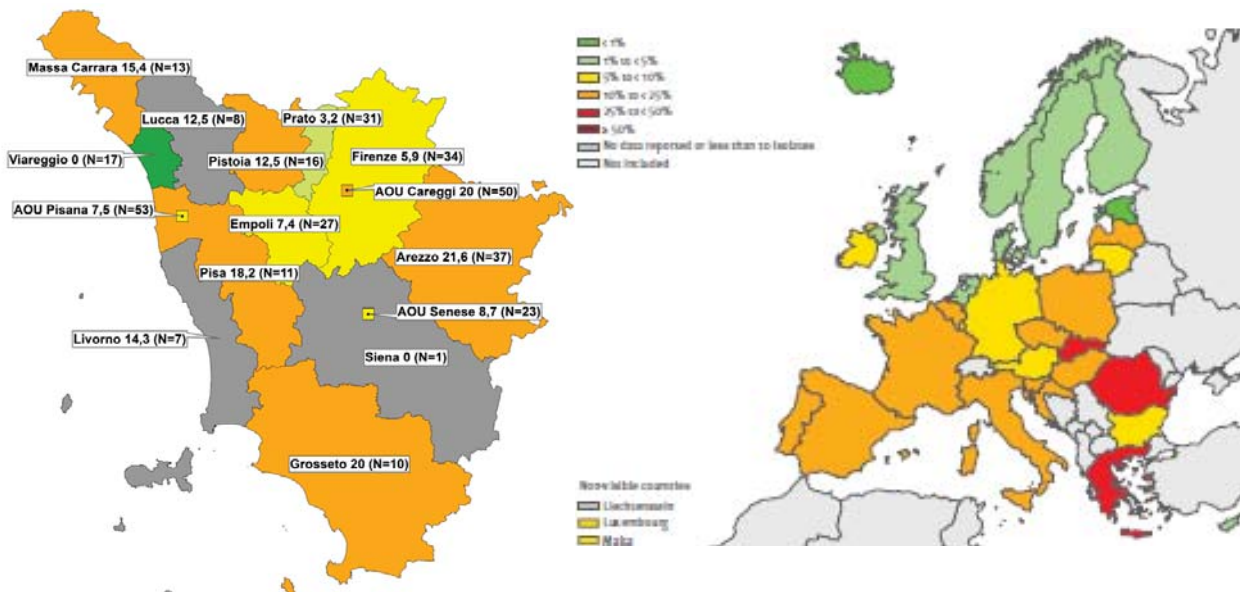 Massa Carrara 15,4 (N=13)
Lucca 12,5 (N=8)
Prato 3,2 (N=31)
Viareggio 0 (N=17)
Pistoia 12,5 (N=16)
Firenze 5,9 (N=34)
AOU Careggi 20 (N=50)
AOU Pisana 7,5 (N=53)
Empoli 7,4 (N=27)
Arezzo 21,6 (N=37)
Pisa 18,2 (N=11)
AOU Senese 8,7 (N=23)
Livorno 14,3 (N=7)
Siena 0 (N=1)
Grosseto 20 (N=10)
< 1%
1% to < 5%
5% to < 10%
10% to < 25%
25% to < 50%
≥ 50%
No data reported or less than 10 isolates
Not included
Non-visible countries
Liechtenstein
Luxembourg
Malta